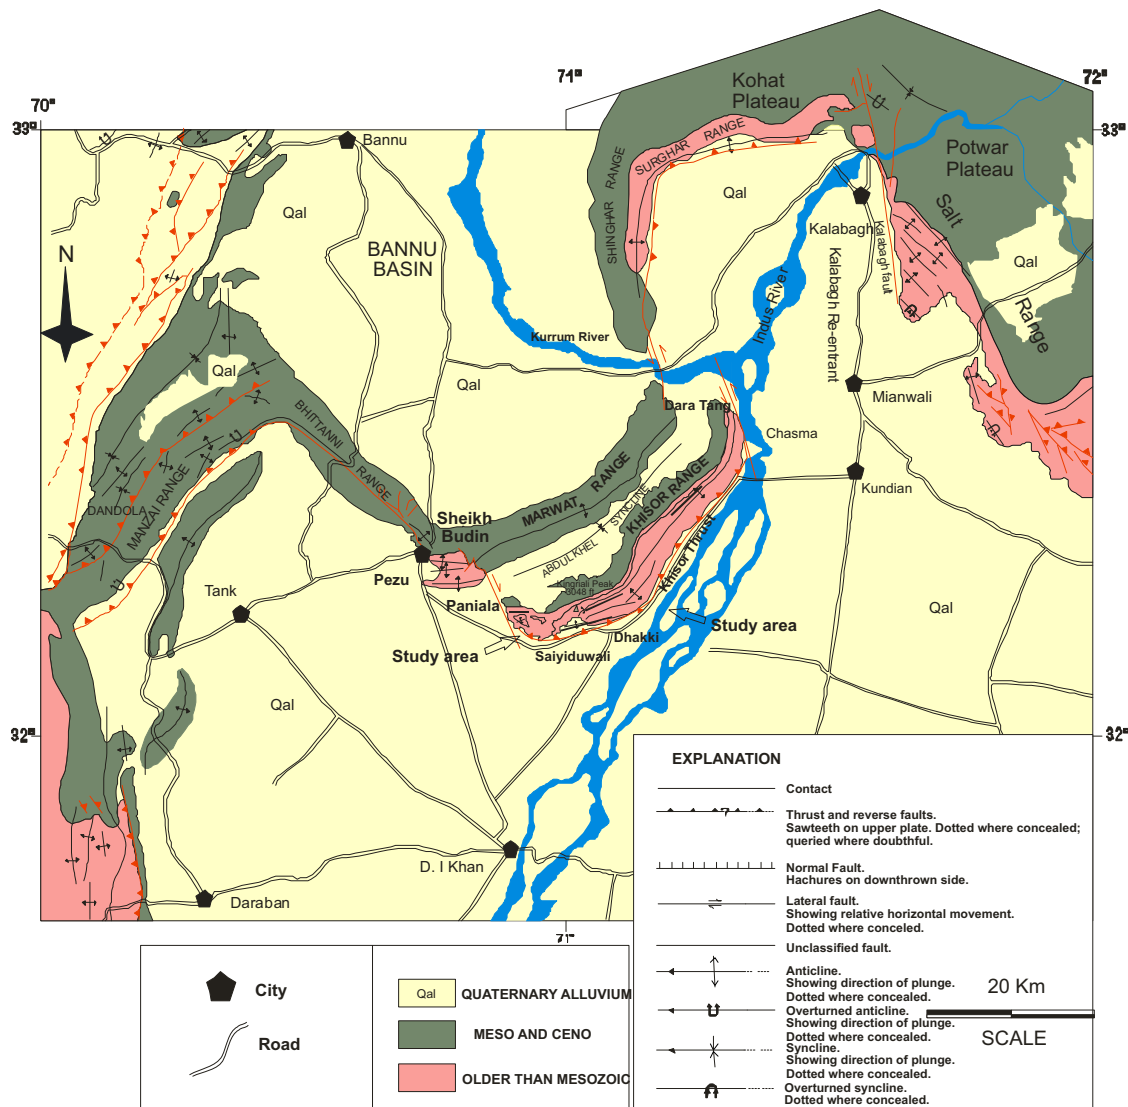 70°
71°
72°
33°
33°
Kohat
Plateau
Bannu
SURGHAR RANGE
SHINGHAR RANGE
Potwar
Plateau
Qal
Qal
Salt
Range
Kalabagh
Kalabagh fault
Qal
BANNU
BASIN
N
Indus River
Kalabagh Re-entrant
Kurrum River
Qal
Qal
Mianwali
BHITTANNI
RANGE
Dara Tang
Chasma
MARWAT RANGE
ABDULKHEL SYNCLINE
KHISOR RANGE
Kundian
DANDOLA
MANZAI RANGE
Sheikh
Budin
Khisor Thrust
Pezu
Kingriali Peak
3048 ft
Tank
Paniala
Qal
Dhakki
Study area
Study area
Saiyiduwali
Qal
32°
32°
D. I Khan
Daraban
71°
City
Road
Qal
QUATERNARY ALLUVIUM
MESO AND CENO
OLDER THAN MESOZOIC
EXPLANATION
Contact
?
Thrust and reverse faults.
Sawteeth on upper plate. Dotted where concealed;
queried where doubthful.
Normal Fault.
Hachures on downthrown side.
Lateral fault.
Showing relative horizontal movement.
Dotted where conceled.
Unclassified fault.
Anticline.
Showing direction of plunge.
Dotted where concealed.
Overturned anticline.
Showing direction of plunge.
Dotted where concealed.
Syncline.
Showing direction of plunge.
Dotted where concealed.
Overturned syncline.
Dotted where concealed.
20 Km
SCALE